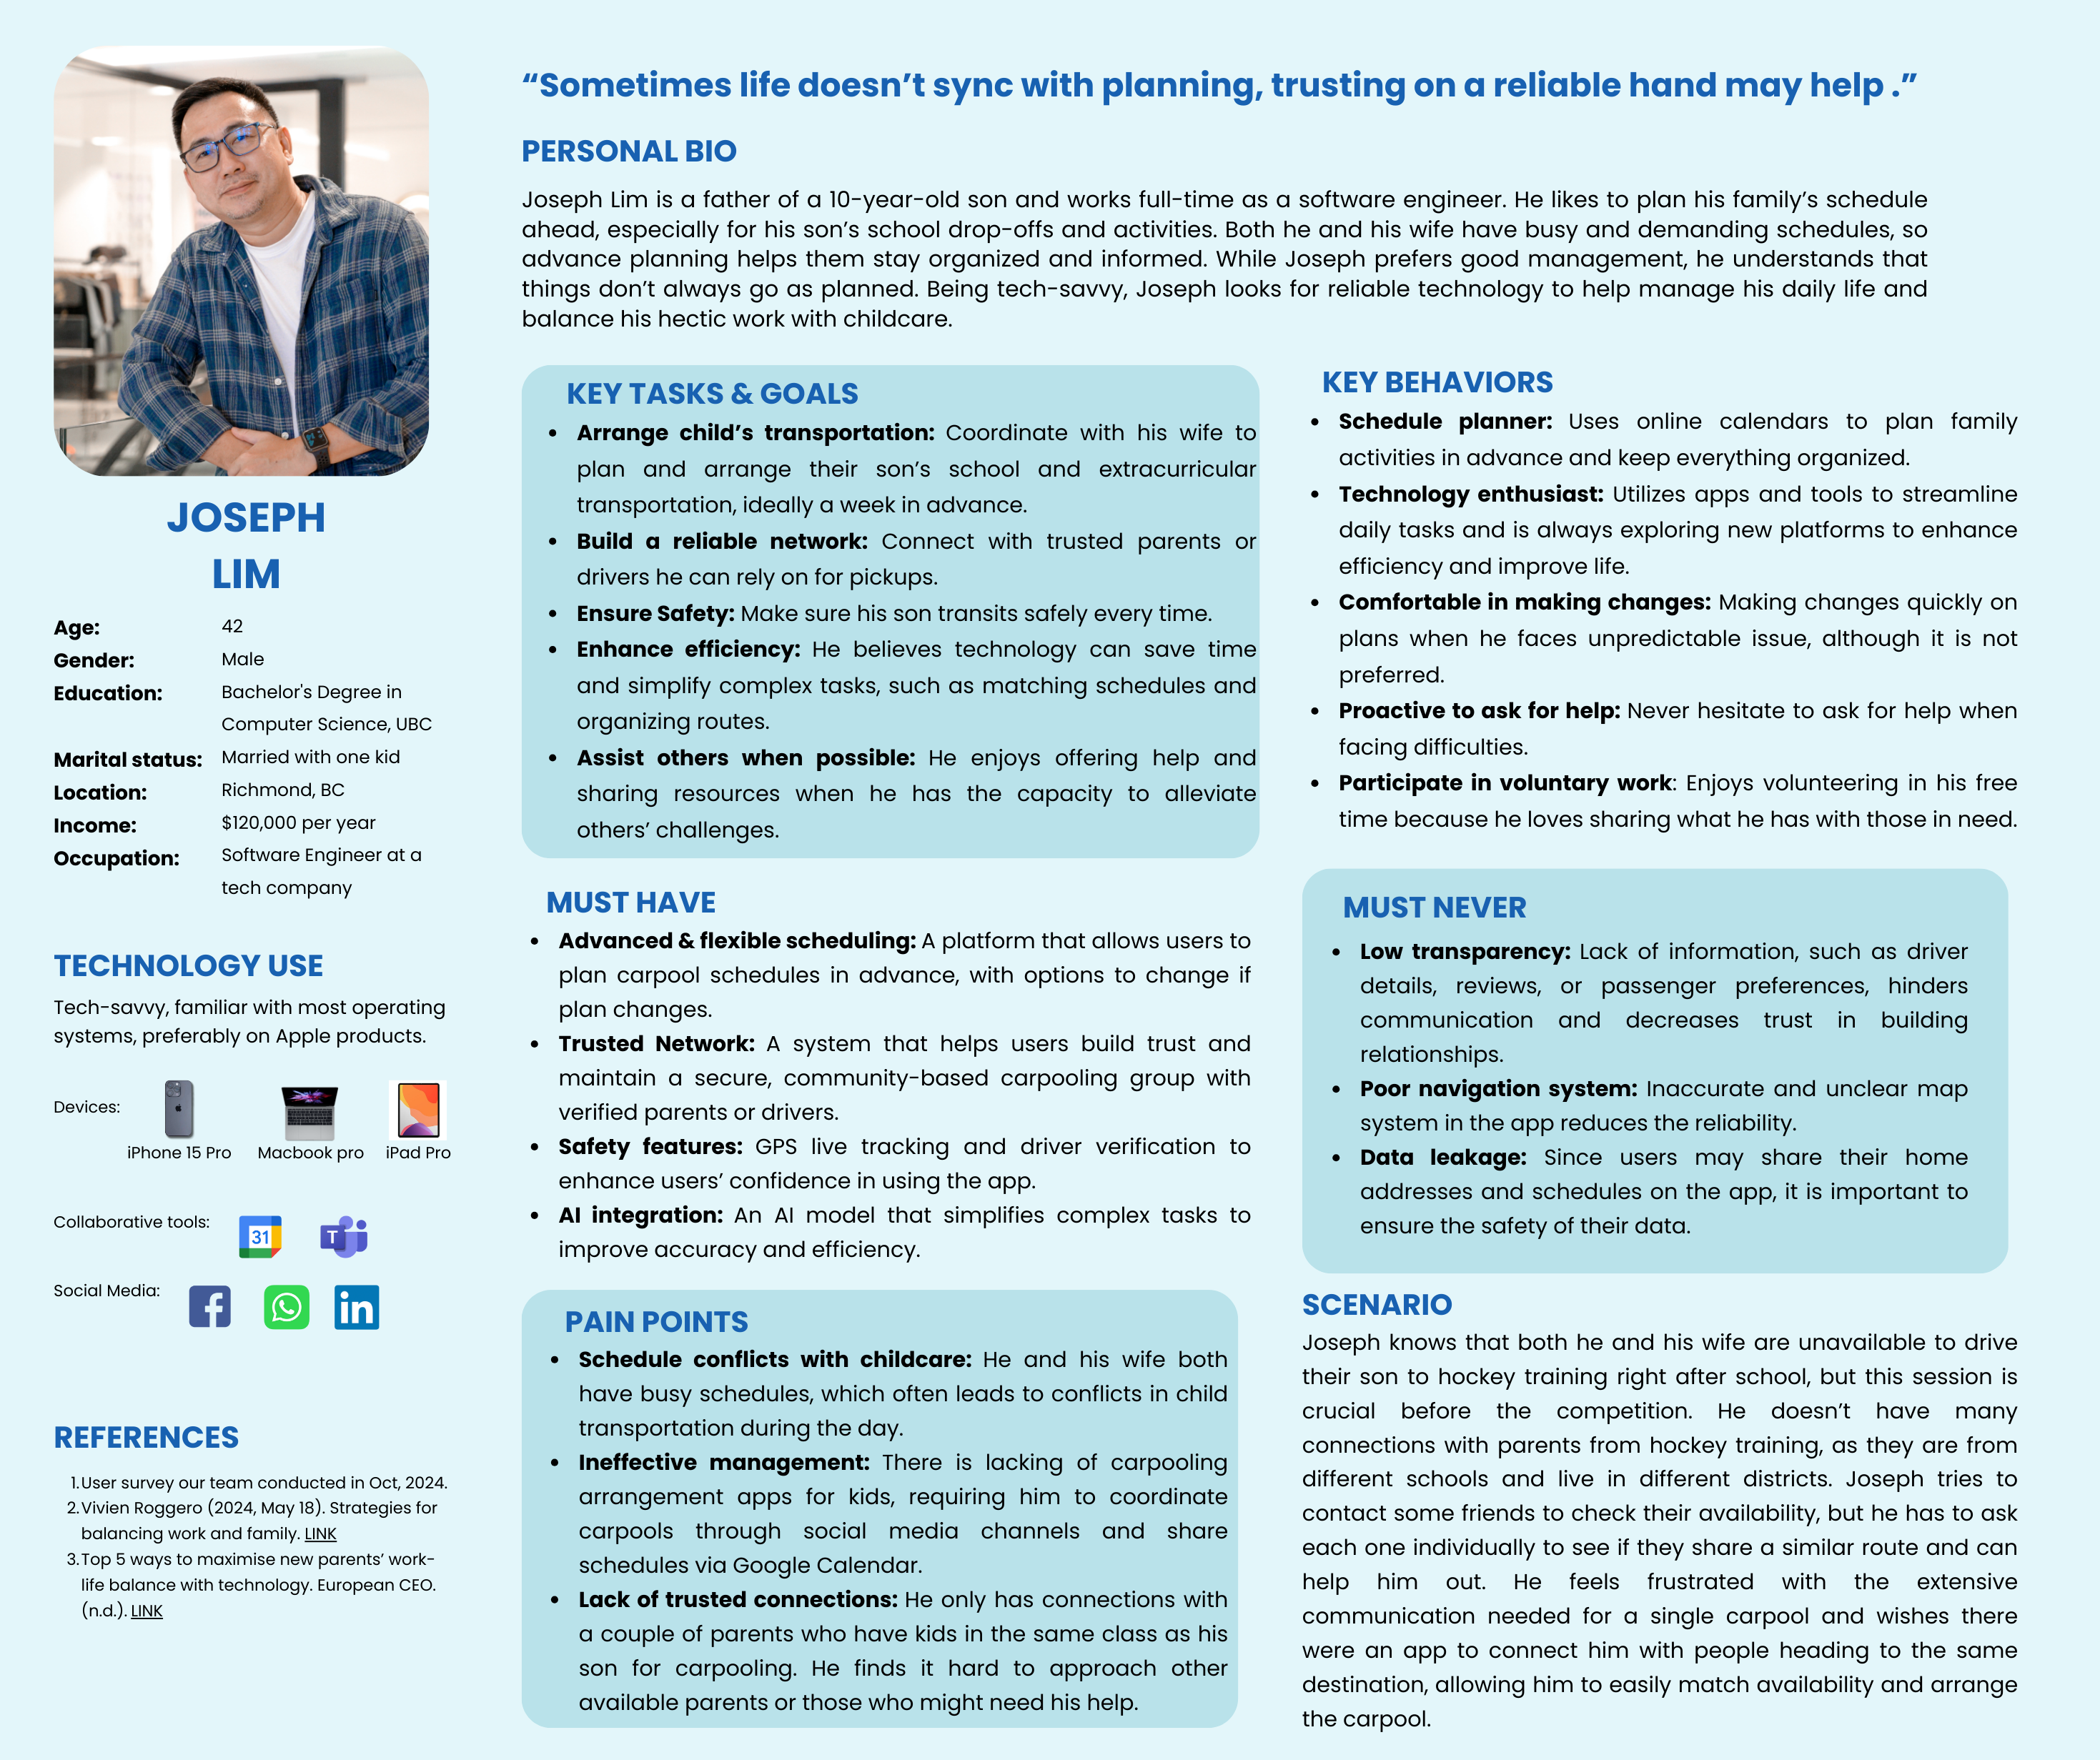 “Sometimes life doesn’t sync with planning, trusting on a reliable hand may help .”
PERSONAL BIO
Joseph Lim is a father of a 10-year-old son and works full-time as a software engineer. He likes to plan his family’s schedule
ahead, especially for his son’s school drop-offs and activities. Both he and his wife have busy and demanding schedules, so
advance planning helps them stay organized and informed. While Joseph prefers good management, he understands that
things don’t always go as planned. Being tech-savvy, Joseph looks for reliable technology to help manage his daily life and
balance his hectic work with childcare.
JOSEPH
LIM
Age: 42
Gender: Male
Education: Bachelor's Degree in
Computer Science, UBC
Marital status: Married with one kid
Location: Richmond, BC
Income: $120,000 per year
Occupation: Software Engineer at a
tech company
TECHNOLOGY USE
Tech-savvy, familiar with most operating
systems, preferably on Apple products.
Devices:
iPhone 15 Pro Macbook pro iPad Pro
Collaborative tools:
31 T
Social Media:
f in
REFERENCES
1. User survey our team conducted in Oct, 2024.
2. Vivien Roggero (2024, May 18). Strategies for
balancing work and family. LINK
3. Top 5 ways to maximise new parents’ work-
life balance with technology. European CEO.
(n.d.). LINK
KEY TASKS & GOALS
• Arrange child’s transportation: Coordinate with his wife to
plan and arrange their son’s school and extracurricular
transportation, ideally a week in advance.
• Build a reliable network: Connect with trusted parents or
drivers he can rely on for pickups.
• Ensure Safety: Make sure his son transits safely every time.
• Enhance efficiency: He believes technology can save time
and simplify complex tasks, such as matching schedules and
organizing routes.
• Assist others when possible: He enjoys offering help and
sharing resources when he has the capacity to alleviate
others’ challenges.
KEY BEHAVIORS
• Schedule planner: Uses online calendars to plan family
activities in advance and keep everything organized.
• Technology enthusiast: Utilizes apps and tools to streamline
daily tasks and is always exploring new platforms to enhance
efficiency and improve life.
• Comfortable in making changes: Making changes quickly on
plans when he faces unpredictable issue, although it is not
preferred.
• Proactive to ask for help: Never hesitate to ask for help when
facing difficulties.
• Participate in voluntary work: Enjoys volunteering in his free
time because he loves sharing what he has with those in need.
MUST HAVE
• Advanced & flexible scheduling: A platform that allows users to
plan carpool schedules in advance, with options to change if
plan changes.
• Trusted Network: A system that helps users build trust and
maintain a secure, community-based carpooling group with
verified parents or drivers.
• Safety features: GPS live tracking and driver verification to
enhance users’ confidence in using the app.
• AI integration: An AI model that simplifies complex tasks to
improve accuracy and efficiency.
MUST NEVER
• Low transparency: Lack of information, such as driver
details, reviews, or passenger preferences, hinders
communication and decreases trust in building
relationships.
• Poor navigation system: Inaccurate and unclear map
system in the app reduces the reliability.
• Data leakage: Since users may share their home
addresses and schedules on the app, it is important to
ensure the safety of their data.
PAIN POINTS
• Schedule conflicts with childcare: He and his wife both
have busy schedules, which often leads to conflicts in child
transportation during the day.
• Ineffective management: There is lacking of carpooling
arrangement apps for kids, requiring him to coordinate
carpools through social media channels and share
schedules via Google Calendar.
• Lack of trusted connections: He only has connections with
a couple of parents who have kids in the same class as his
son for carpooling. He finds it hard to approach other
available parents or those who might need his help.
SCENARIO
Joseph knows that both he and his wife are unavailable to drive
their son to hockey training right after school, but this session is
crucial before the competition. He doesn’t have many
connections with parents from hockey training, as they are from
different schools and live in different districts. Joseph tries to
contact some friends to check their availability, but he has to ask
each one individually to see if they share a similar route and can
help him out. He feels frustrated with the extensive
communication needed for a single carpool and wishes there
were an app to connect him with people heading to the same
destination, allowing him to easily match availability and arrange
the carpool.